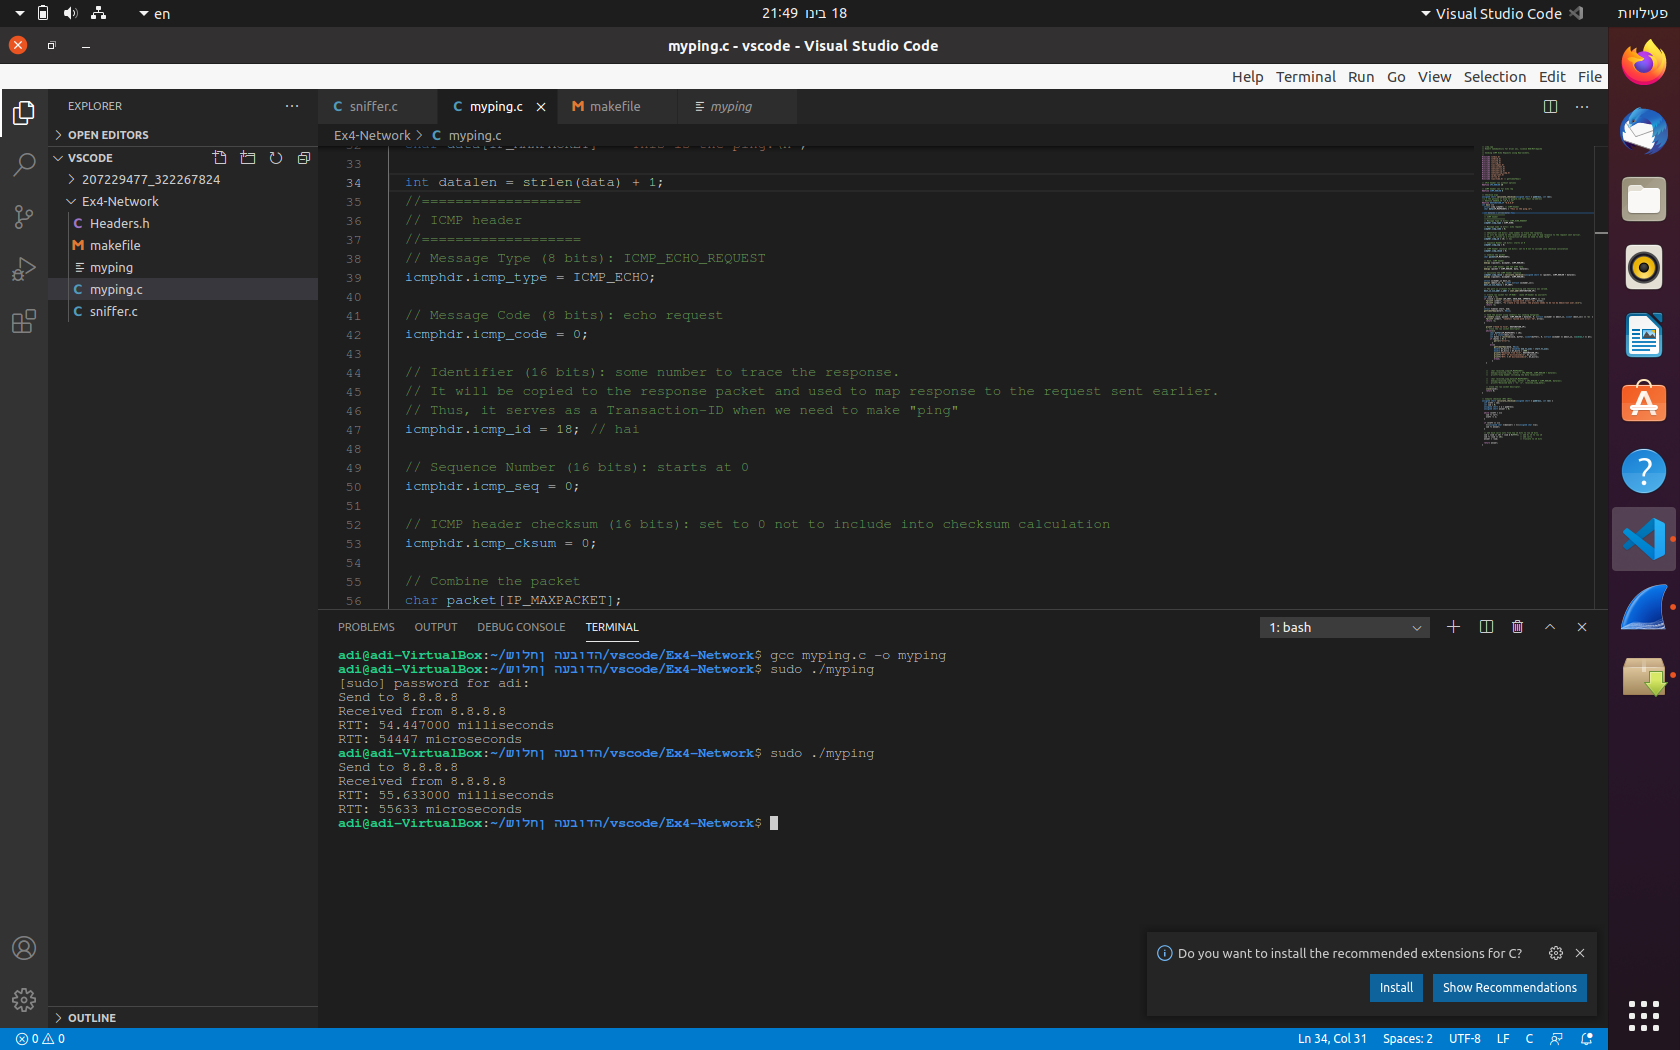 en
21:49 18 בינו
Visual Studio Code
פעילויות
myping.c - vscode - Visual Studio Code
Help Terminal Run Go View Selection Edit File
EXPLORER
OPEN EDITORS
VSCODE
207229477_322267824
Ex4-Network
C Headers.h
M makefile
myping
C myping.c
C sniffer.c
OUTLINE
C sniffer.c
C myping.c
M makefile
myping
Ex4-Network > C myping.c
33
34 int datalen = strlen(data) + 1;
35 //===================
36 // ICMP header
37 //===================
38 // Message Type (8 bits): ICMP_ECHO_REQUEST
39 icmphdr.icmp_type = ICMP_ECHO;
40
41 // Message Code (8 bits): echo request
42 icmphdr.icmp_code = 0;
43
44 // Identifier (16 bits): some number to trace the response.
45 // It will be copied to the response packet and used to map response to the request sent earlier.
46 // Thus, it serves as a Transaction-ID when we need to make "ping"
47 icmphdr.icmp_id = 18; // hai
48
49 // Sequence Number (16 bits): starts at 0
50 icmphdr.icmp_seq = 0;
51
52 // ICMP header checksum (16 bits): set to 0 not to include into checksum calculation
53 icmphdr.icmp_cksum = 0;
54
55 // Combine the packet
56 char packet[IP_MAXPACKET];
PROBLEMS OUTPUT DEBUG CONSOLE TERMINAL
1: bash
adi@adi-VirtualBox:~/שולחן העבודה/vscode/Ex4-Network$ gcc myping.c -o myping
adi@adi-VirtualBox:~/שולחן העבודה/vscode/Ex4-Network$ sudo ./myping
[sudo] password for adi:
Send to 8.8.8.8
Received from 8.8.8.8
RTT: 54.447000 milliseconds
RTT: 54447 microseconds
adi@adi-VirtualBox:~/שולחן העבודה/vscode/Ex4-Network$ sudo ./myping
Send to 8.8.8.8
Received from 8.8.8.8
RTT: 55.633000 milliseconds
RTT: 55633 microseconds
adi@adi-VirtualBox:~/שולחן העבודה/vscode/Ex4-Network$
Do you want to install the recommended extensions for C?
Install
Show Recommendations
0 0
Ln 34, Col 31 Spaces: 2 UTF-8 LF C